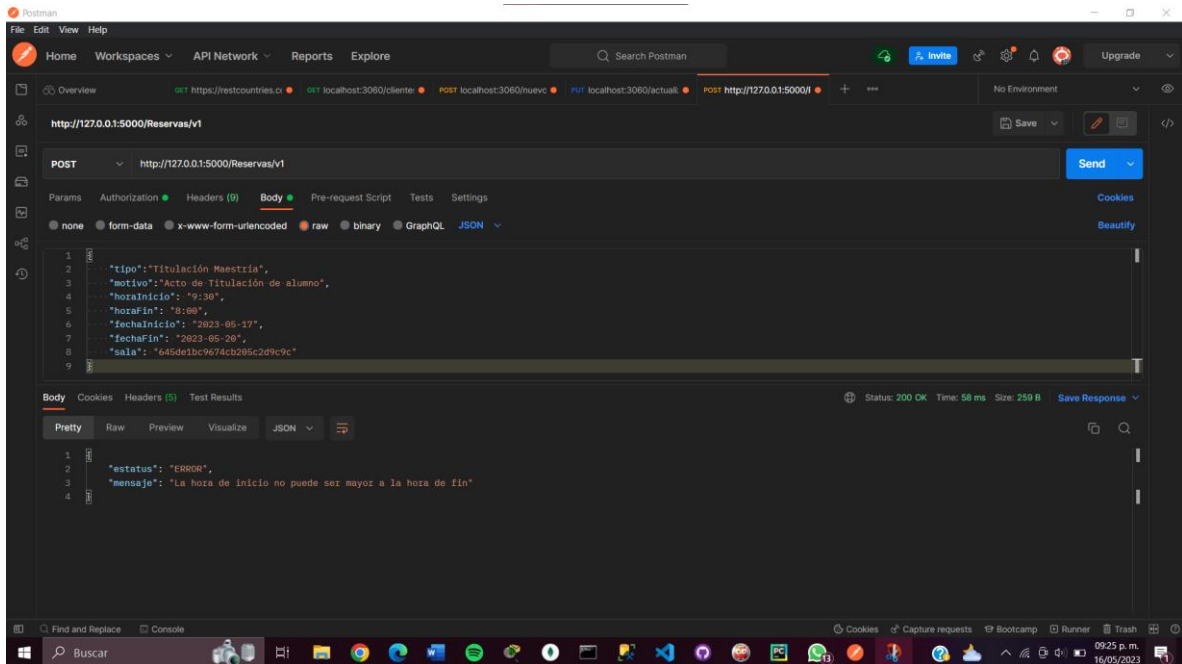 Postman
File Edit View Help
Home Workspaces API Network Reports Explore Search Postman Invite Upgrade
Overview GET https://restcountries.c GET localhost:3060/cliente: POST localhost:3060/nuevo PUT localhost:3060/actuali: POST http://127.0.0.1:5000/ No Environment
http://127.0.0.1:5000/Reservas/v1 Save
POST http://127.0.0.1:5000/Reservas/v1 Send
Params Authorization Headers (9) Body Pre-request Script Tests Settings Cookies
none form-data x-www-form-urlencoded raw binary GraphQL JSON Beautify
1 {
2 "tipo":"Titulación Maestria",
3 "motivo":"Acto de Titulación de alumno",
4 "horaInicio": "9:30",
5 "horaFin": "8:00",
6 "fechaInicio": "2023-05-17",
7 "fechaFin": "2023-05-20",
8 "sala": "645de1bc9674cb205c2d9c9c"
9 }
Body Cookies Headers (5) Test Results Status: 200 OK Time: 58 ms Size: 259 B Save Response
Pretty Raw Preview Visualize JSON
1 {
2 "estatus": "ERROR",
3 "mensaje": "La hora de inicio no puede ser mayor a la hora de fin"
4 }
Find and Replace Console Cookies Capture requests Bootcamp Runner Trash
Buscar 09:25 p. m.
16/05/2023